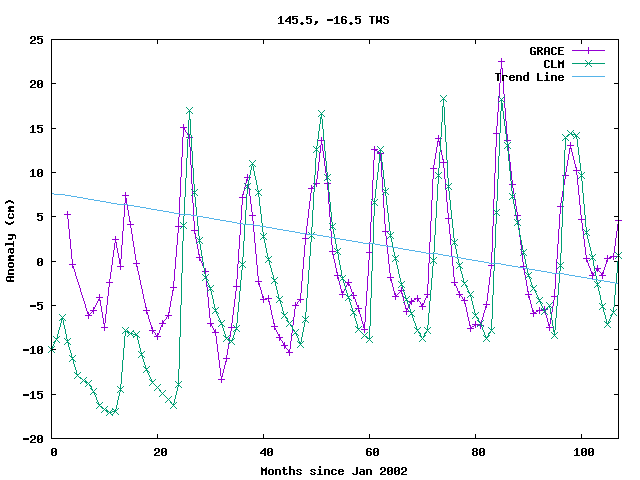 145.5, -16.5 TWS
GRACE
CLM
Trend Line
25
20
15
10
5
0
-5
-10
-15
-20
Anomaly (cm)
0 20 40 60 80 100
Months since Jan 2002